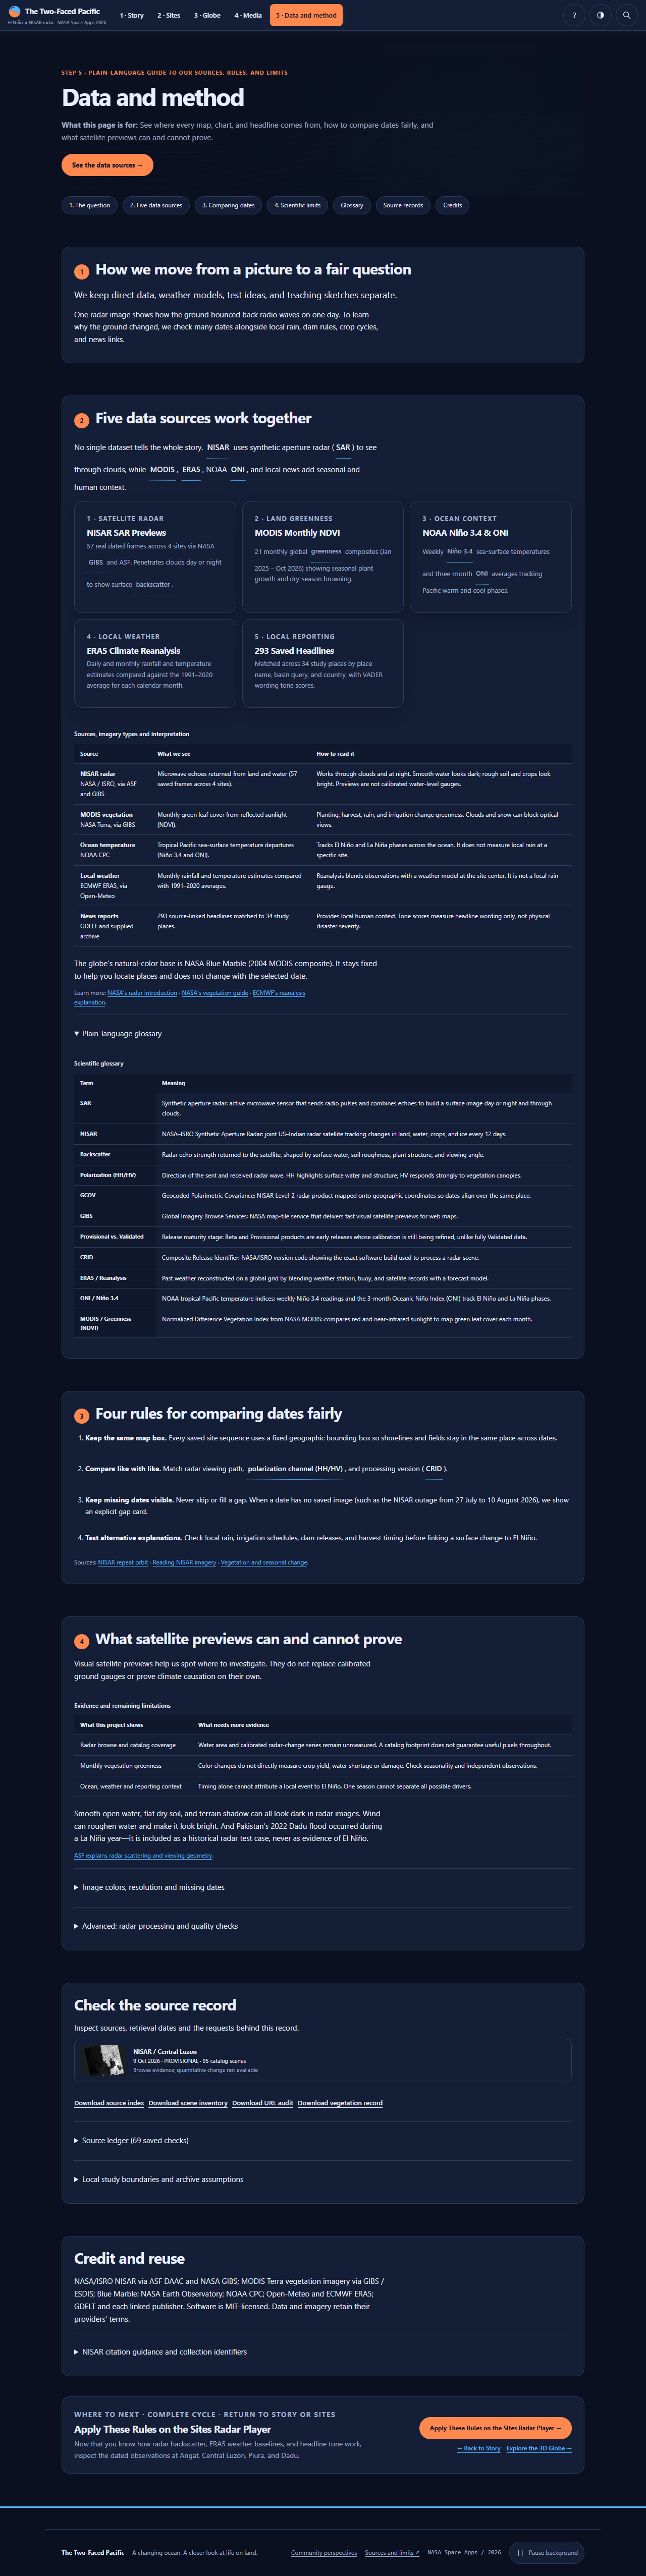 The Two-Faced Pacific
El Niño + NISAR radar · NASA Space Apps 2026
1 · Story
2 · Sites
3 · Globe
4 · Media
5 · Data and method
?
STEP 5 · PLAIN-LANGUAGE GUIDE TO OUR SOURCES, RULES, AND LIMITS
Data and method
What this page is for: See where every map, chart, and headline comes from, how to compare dates fairly, and
what satellite previews can and cannot prove.
See the data sources →
1. The question
2. Five data sources
3. Comparing dates
4. Scientific limits
Glossary
Source records
Credits
1
How we move from a picture to a fair question
We keep direct data, weather models, test ideas, and teaching sketches separate.
One radar image shows how the ground bounced back radio waves on one day. To learn
why the ground changed, we check many dates alongside local rain, dam rules, crop cycles,
and news links.
2
Five data sources work together
No single dataset tells the whole story. NISAR uses synthetic aperture radar ( SAR ) to see
through clouds, while MODIS , ERA5 , NOAA ONI , and local news add seasonal and
human context.
1 · SATELLITE RADAR
NISAR SAR Previews
57 real dated frames across 4 sites via NASA
GIBS and ASF. Penetrates clouds day or night
to show surface backscatter .
2 · LAND GREENNESS
MODIS Monthly NDVI
21 monthly global greenness composites (Jan
2025 – Oct 2026) showing seasonal plant
growth and dry-season browning.
3 · OCEAN CONTEXT
NOAA Niño 3.4 & ONI
Weekly Niño 3.4 sea-surface temperatures
and three-month ONI averages tracking
Pacific warm and cool phases.
4 · LOCAL WEATHER
ERA5 Climate Reanalysis
Daily and monthly rainfall and temperature
estimates compared against the 1991–2020
average for each calendar month.
5 · LOCAL REPORTING
293 Saved Headlines
Matched across 34 study places by place
name, basin query, and country, with VADER
wording tone scores.
Sources, imagery types and interpretation
Source
What we see
How to read it
NISAR radar
NASA / ISRO, via ASF
and GIBS
Microwave echoes returned from land and water (57
saved frames across 4 sites).
Works through clouds and at night. Smooth water looks dark; rough soil and crops look
bright. Previews are not calibrated water-level gauges.
MODIS vegetation
NASA Terra, via GIBS
Monthly green leaf cover from reflected sunlight
(NDVI).
Planting, harvest, rain, and irrigation change greenness. Clouds and snow can block optical
views.
Ocean temperature
NOAA CPC
Tropical Pacific sea-surface temperature departures
(Niño 3.4 and ONI).
Tracks El Niño and La Niña phases across the ocean. It does not measure local rain at a
specific site.
Local weather
ECMWF ERA5, via
Open-Meteo
Monthly rainfall and temperature estimates compared
with 1991–2020 averages.
Reanalysis blends observations with a weather model at the site center. It is not a local rain
gauge.
News reports
GDELT and supplied
archive
293 source-linked headlines matched to 34 study
places.
Provides local human context. Tone scores measure headline wording only, not physical
disaster severity.
The globe's natural-color base is NASA Blue Marble (2004 MODIS composite). It stays fixed
to help you locate places and does not change with the selected date.
Learn more: NASA's radar introduction · NASA's vegetation guide · ECMWF's reanalysis
explanation.
▼ Plain-language glossary
Scientific glossary
Term
Meaning
SAR
Synthetic aperture radar: active microwave sensor that sends radio pulses and combines echoes to build a surface image day or night and through
clouds.
NISAR
NASA–ISRO Synthetic Aperture Radar: joint US–Indian radar satellite tracking changes in land, water, crops, and ice every 12 days.
Backscatter
Radar echo strength returned to the satellite, shaped by surface water, soil roughness, plant structure, and viewing angle.
Polarization (HH/HV)
Direction of the sent and received radar wave. HH highlights surface water and structure; HV responds strongly to vegetation canopies.
GCOV
Geocoded Polarimetric Covariance: NISAR Level-2 radar product mapped onto geographic coordinates so dates align over the same place.
GIBS
Global Imagery Browse Services: NASA map-tile service that delivers fast visual satellite previews for web maps.
Provisional vs. Validated
Release maturity stage: Beta and Provisional products are early releases whose calibration is still being refined, unlike fully Validated data.
CRID
Composite Release Identifier: NASA/ISRO version code showing the exact software build used to process a radar scene.
ERA5 / Reanalysis
Past weather reconstructed on a global grid by blending weather station, buoy, and satellite records with a forecast model.
ONI / Niño 3.4
NOAA tropical Pacific temperature indices: weekly Niño 3.4 readings and the 3-month Oceanic Niño Index (ONI) track El Niño and La Niña phases.
MODIS / Greenness
(NDVI)
Normalized Difference Vegetation Index from NASA MODIS: compares red and near-infrared sunlight to map green leaf cover each month.
3
Four rules for comparing dates fairly
1. Keep the same map box. Every saved site sequence uses a fixed geographic bounding box so shorelines and fields stay in the same place across dates.
2. Compare like with like. Match radar viewing path, polarization channel (HH/HV) , and processing version ( CRID ).
3. Keep missing dates visible. Never skip or fill a gap. When a date has no saved image (such as the NISAR outage from 27 July to 10 August 2026), we show
an explicit gap card.
4. Test alternative explanations. Check local rain, irrigation schedules, dam releases, and harvest timing before linking a surface change to El Niño.
Sources: NISAR repeat orbit · Reading NISAR imagery · Vegetation and seasonal change.
4
What satellite previews can and cannot prove
Visual satellite previews help us spot where to investigate. They do not replace calibrated
ground gauges or prove climate causation on their own.
Evidence and remaining limitations
What this project shows
What needs more evidence
Radar browse and catalog coverage
Water area and calibrated radar-change series remain unmeasured. A catalog footprint does not guarantee useful pixels throughout.
Monthly vegetation greenness
Color changes do not directly measure crop yield, water shortage or damage. Check seasonality and independent observations.
Ocean, weather and reporting context
Timing alone cannot attribute a local event to El Niño. One season cannot separate all possible drivers.
Smooth open water, flat dry soil, and terrain shadow can all look dark in radar images. Wind
can roughen water and make it look bright. And Pakistan's 2022 Dadu flood occurred during
a La Niña year—it is included as a historical radar test case, never as evidence of El Niño.
ASF explains radar scattering and viewing geometry.
▶ Image colors, resolution and missing dates
▶ Advanced: radar processing and quality checks
Check the source record
Inspect sources, retrieval dates and the requests behind this record.
NISAR / Central Luzon
9 Oct 2026 · PROVISIONAL · 95 catalog scenes
Browse evidence; quantitative change not available
Download source index Download scene inventory Download URL audit Download vegetation record
▶ Source ledger (69 saved checks)
▶ Local study boundaries and archive assumptions
Credit and reuse
NASA/ISRO NISAR via ASF DAAC and NASA GIBS; MODIS Terra vegetation imagery via GIBS /
ESDIS; Blue Marble: NASA Earth Observatory; NOAA CPC; Open-Meteo and ECMWF ERA5;
GDELT and each linked publisher. Software is MIT-licensed. Data and imagery retain their
providers' terms.
▶ NISAR citation guidance and collection identifiers
WHERE TO NEXT · COMPLETE CYCLE · RETURN TO STORY OR SITES
Apply These Rules on the Sites Radar Player
Now that you know how radar backscatter, ERA5 weather baselines, and headline tone work,
inspect the dated observations at Angat, Central Luzon, Piura, and Dadu.
Apply These Rules on the Sites Radar Player →
← Back to Story
Explore the 3D Globe →
The Two-Faced Pacific
A changing ocean. A closer look at life on land.
Community perspectives
Sources and limits ↗
NASA Space Apps / 2026
Pause background